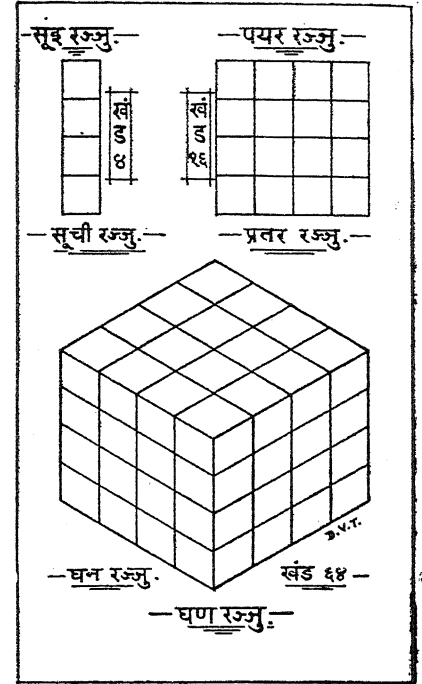 सूइ रज्जु.
पयर रज्जु.
खं
ड
४
खं
ड
१६
सूची रज्जु.
प्रतर रज्जु.
D.V.T.
घन रज्जु.
खंड ६४
घण रज्जु.